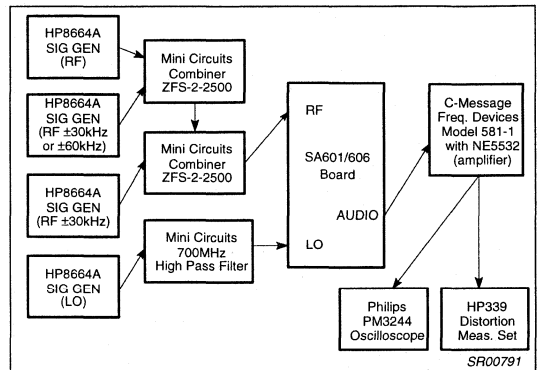 HP8664A
SIG GEN
(RF)
HP8664A
SIG GEN
(RF ±30kHz
or ±60kHz)
HP8664A
SIG GEN
(RF ±30kHz)
HP8664A
SIG GEN
(LO)
Mini Circuits
Combiner
ZFS-2-2500
Mini Circuits
Combiner
ZFS-2-2500
Mini Circuits
700MHz
High Pass Filter
RF
SA601/606
Board
AUDIO
LO
C-Message
Freq. Devices
Model 581-1
with NE5532
(amplifier)
Philips
PM3244
Oscilloscope
HP339
Distortion
Meas. Set
SR00791